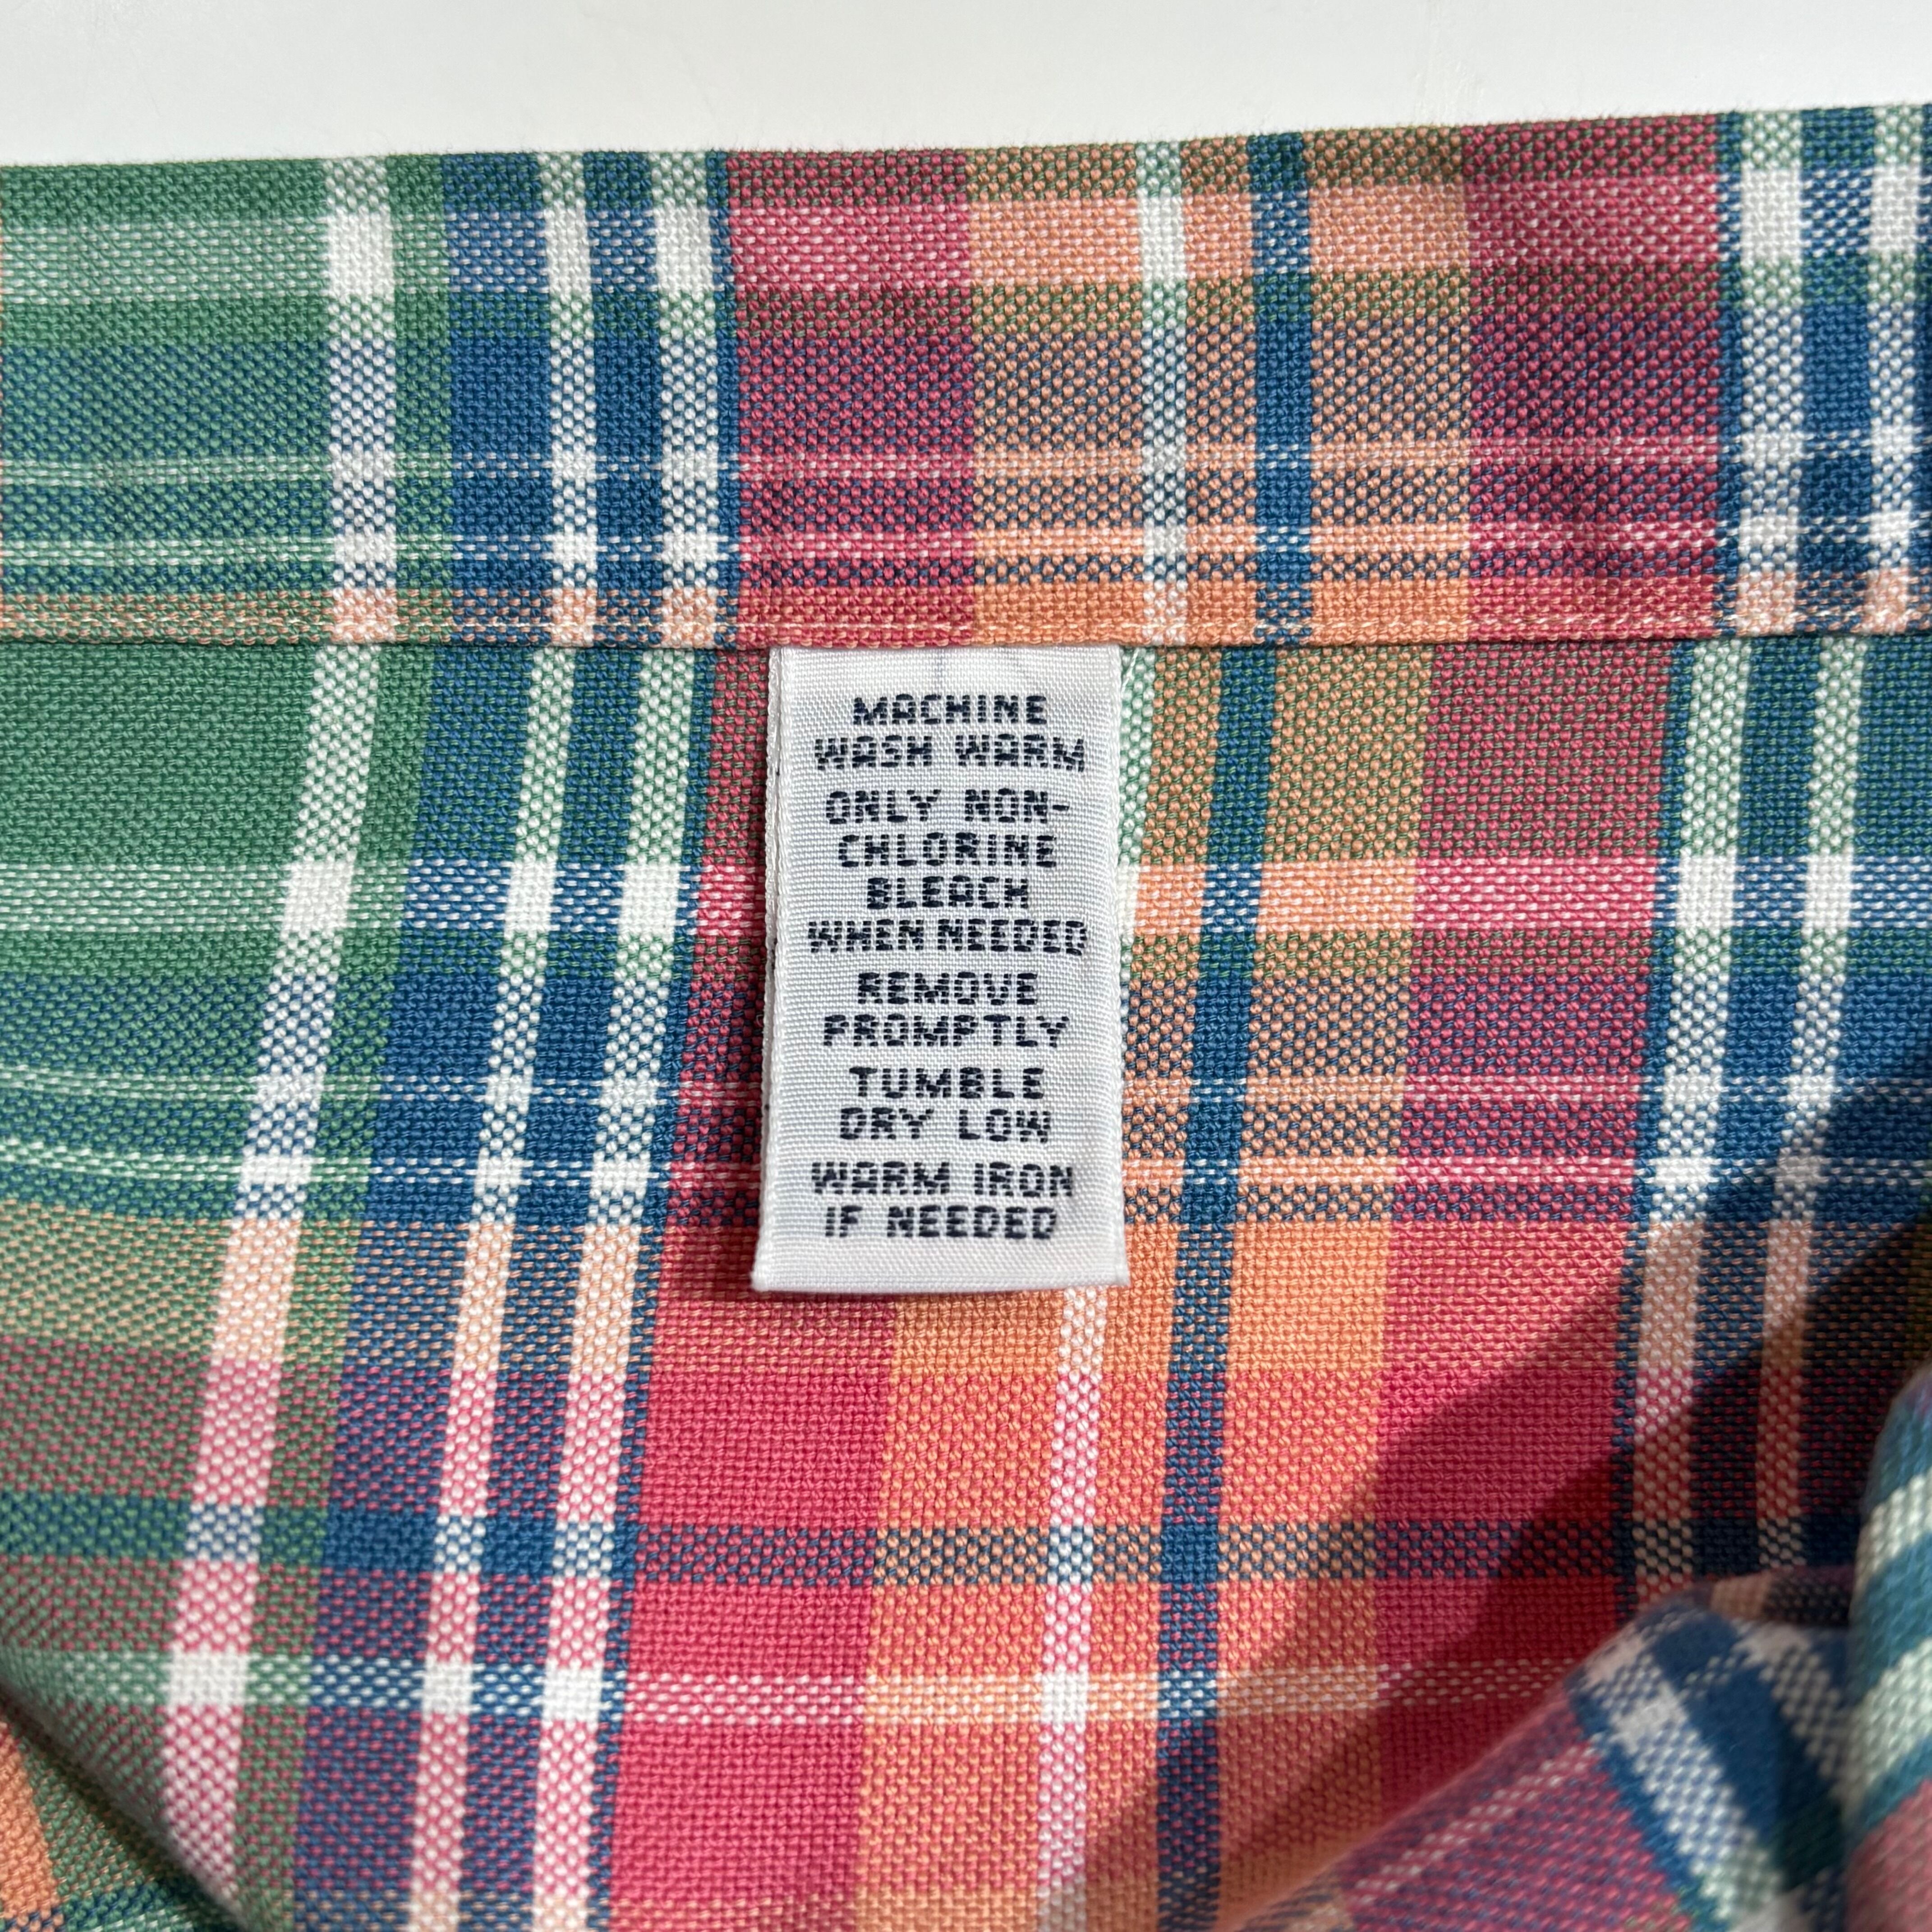 MACHINE
WASH WARM
ONLY NON-
CHLORINE
BLEACH
WHEN NEEDED
REMOVE
PROMPTLY
TUMBLE
DRY LOW
WARM IRON
IF NEEDED